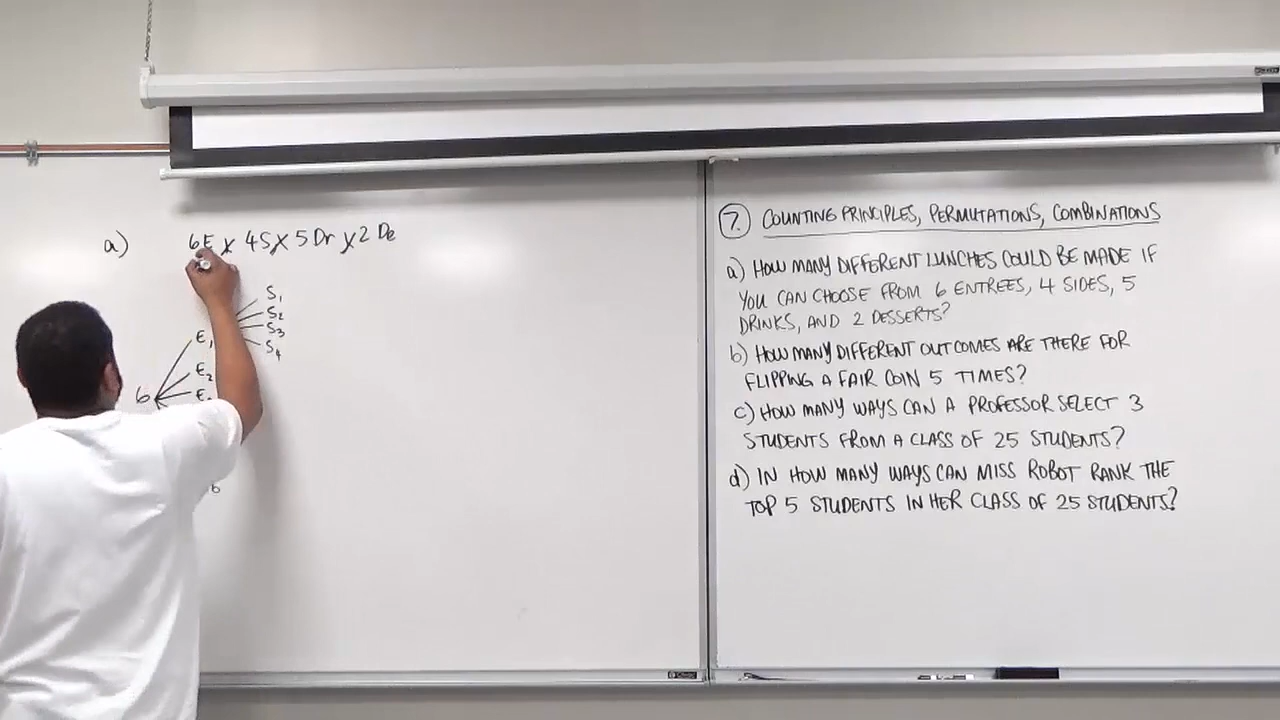 a) 6E x 4S x 5 Dr x 2 De
S1
S2
E1 S3
S4
E2
6
7. COUNTING PRINCIPLES, PERMUTATIONS, COMBINATIONS
a) HOW MANY DIFFERENT LUNCHES COULD BE MADE IF
YOU CAN CHOOSE FROM 6 ENTREES, 4 SIDES, 5
DRINKS, AND 2 DESSERTS?
b) HOW MANY DIFFERENT OUTCOMES ARE THERE FOR
FLIPPING A FAIR COIN 5 TIMES?
c) HOW MANY WAYS CAN A PROFESSOR SELECT 3
STUDENTS FROM A CLASS OF 25 STUDENTS?
d) IN HOW MANY WAYS CAN MISS ROBOT RANK THE
TOP 5 STUDENTS IN HER CLASS OF 25 STUDENTS?